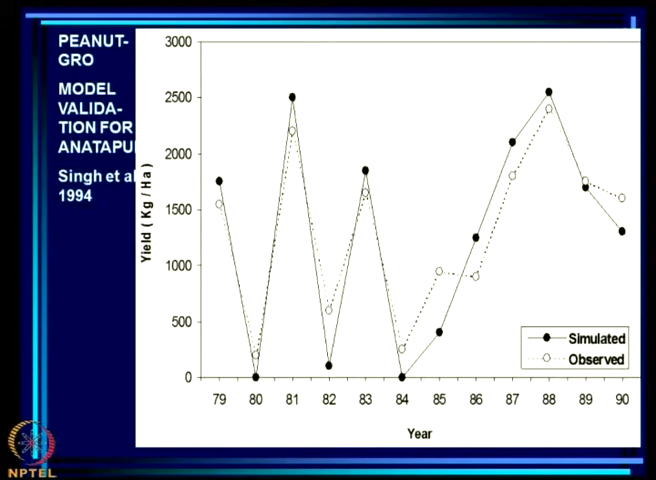 PEANUT-
GRO
MODEL
VALIDA-
TION FOR
ANATAPU
Singh et al
1994
3000
2500
2000
1500
1000
500
0
Yield ( Kg / Ha )
79 80 81 82 83 84 85 86 87 88 89 90
Year
Simulated
Observed
NPTEL